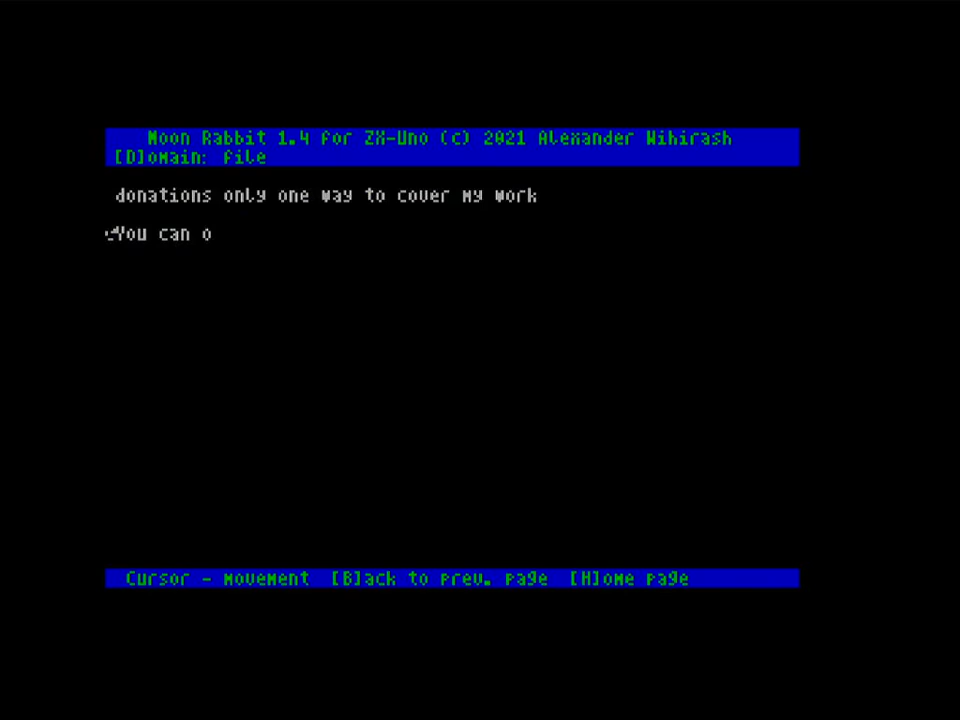 Moon Rabbit 1.4 for ZX-Uno (c) 2021 Alexander Nihirash
[D]omain: file
donations only one way to cover my work
You can o
Cursor - movement [B]ack to prev. page [H]ome page